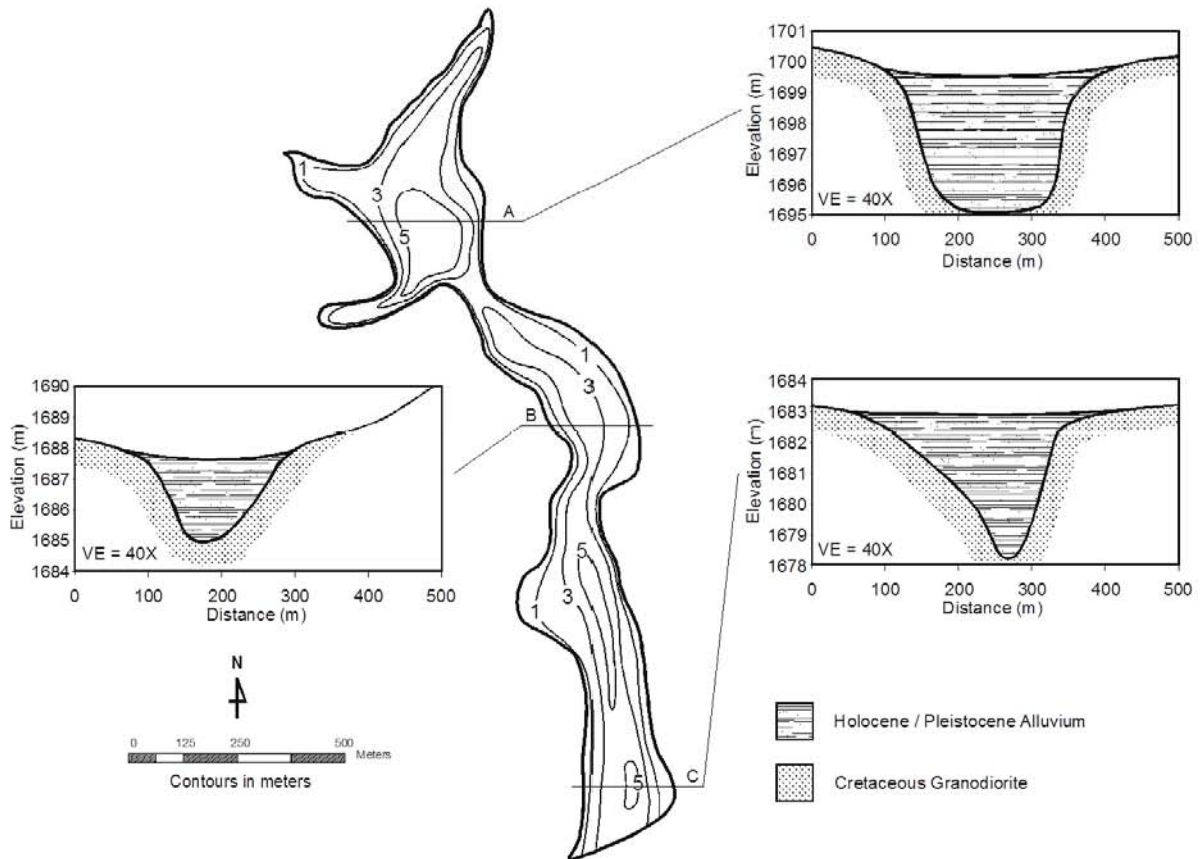 1
3
5
A
1
3
B
5
3
1
5
C
1701
1700
1699
1698
1697
1696
1695
Elevation (m)
VE = 40X
0 100 200 300 400 500
Distance (m)
1690
1689
1688
1687
1686
1685
1684
Elevation (m)
VE = 40X
0 100 200 300 400 500
Distance (m)
1684
1683
1682
1681
1680
1679
1678
Elevation (m)
VE = 40X
0 100 200 300 400 500
Distance (m)
N
0 125 250 500
Meters
Contours in meters
Holocene / Pleistocene Alluvium
Cretaceous Granodiorite